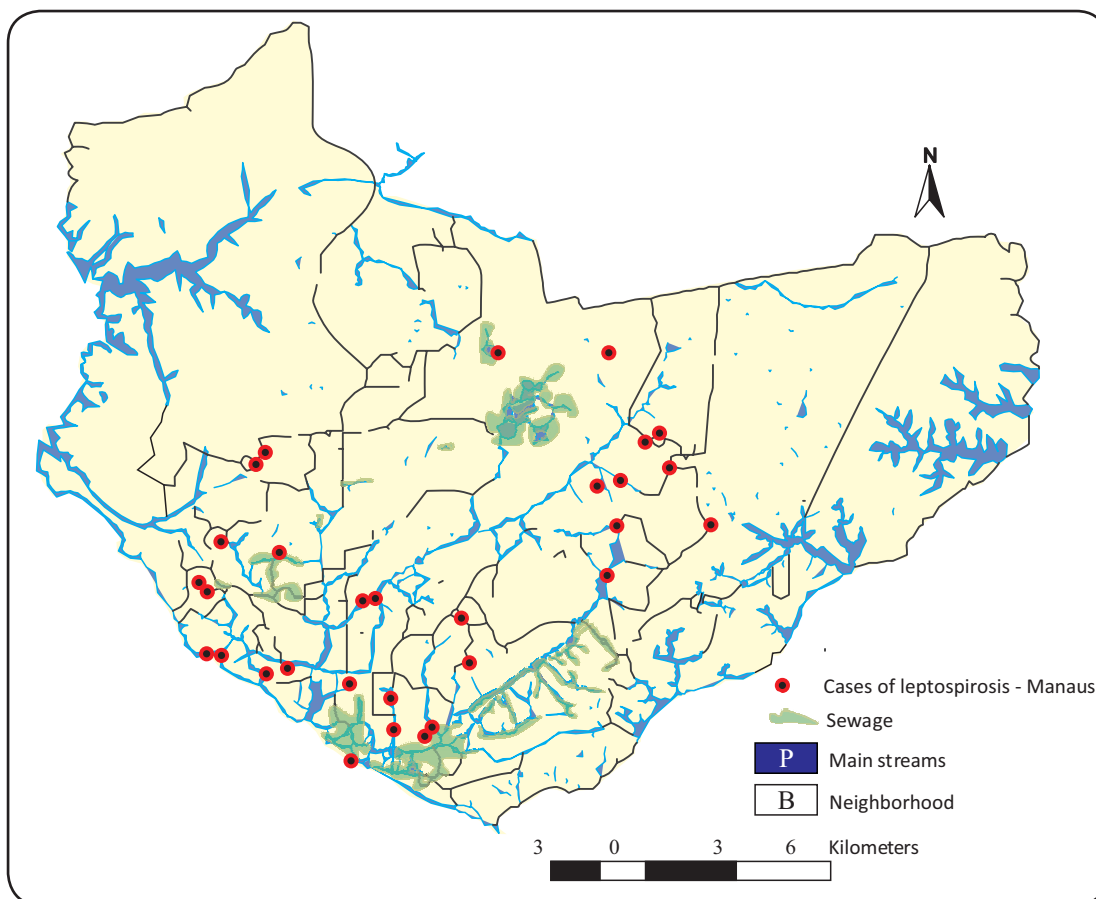 N
Cases of leptospirosis - Manaus
Sewage
P Main streams
B Neighborhood
3 0 3 6 Kilometers